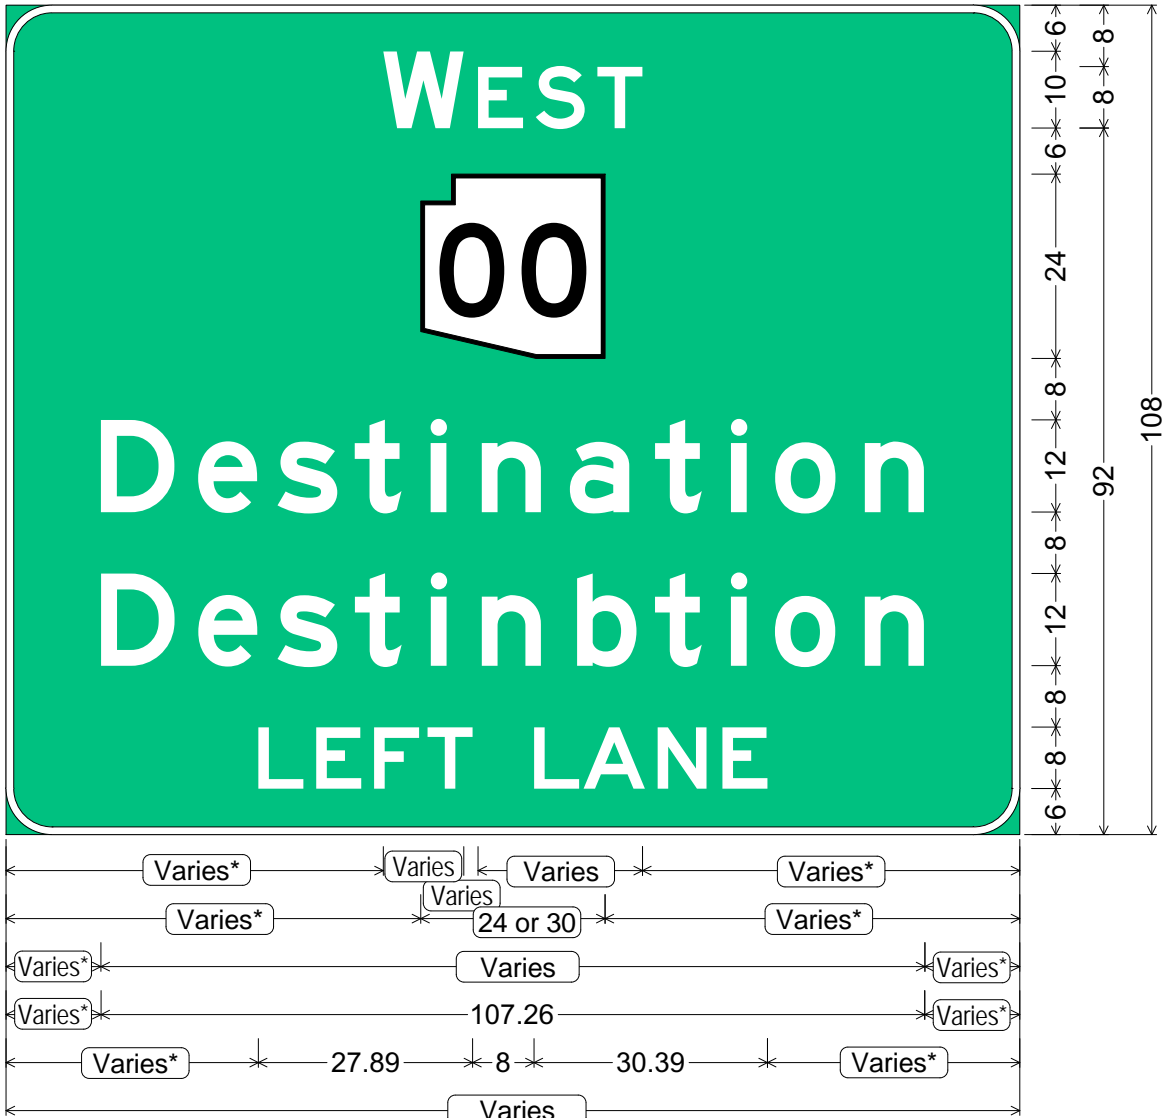 WEST
00
Destination
Destinbtion
LEFT LANE
6
10
6
24
8
12
8
12
8
8
6
8
8
92
108
Varies* Varies Varies Varies*
Varies
Varies* 24 or 30 Varies*
Varies* Varies Varies*
Varies* 107.26 Varies*
Varies* 27.89 8 30.39 Varies*
Varies